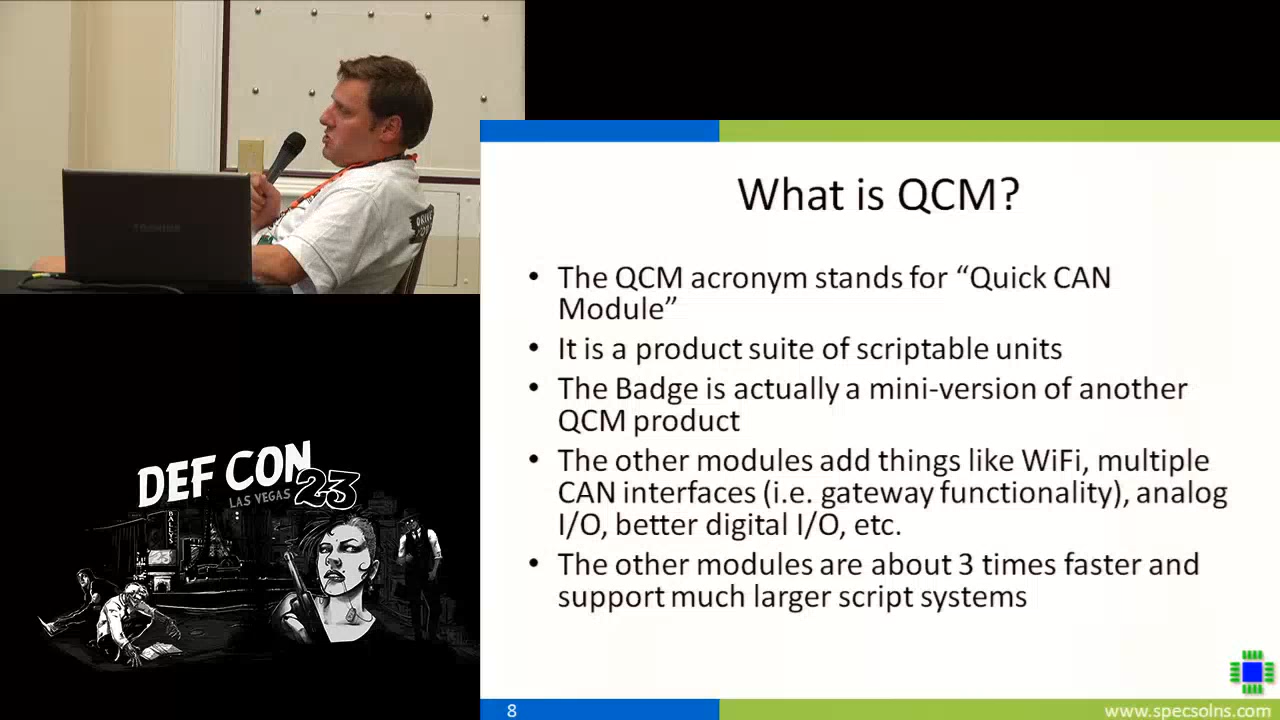 What is QCM?
• The QCM acronym stands for “Quick CAN
Module”
• It is a product suite of scriptable units
• The Badge is actually a mini-version of another
QCM product
• The other modules add things like WiFi, multiple
CAN interfaces (i.e. gateway functionality), analog
I/O, better digital I/O, etc.
• The other modules are about 3 times faster and
support much larger script systems
8
www.specsolns.com
DEF CON
LAS VEGAS 23
BALLYS